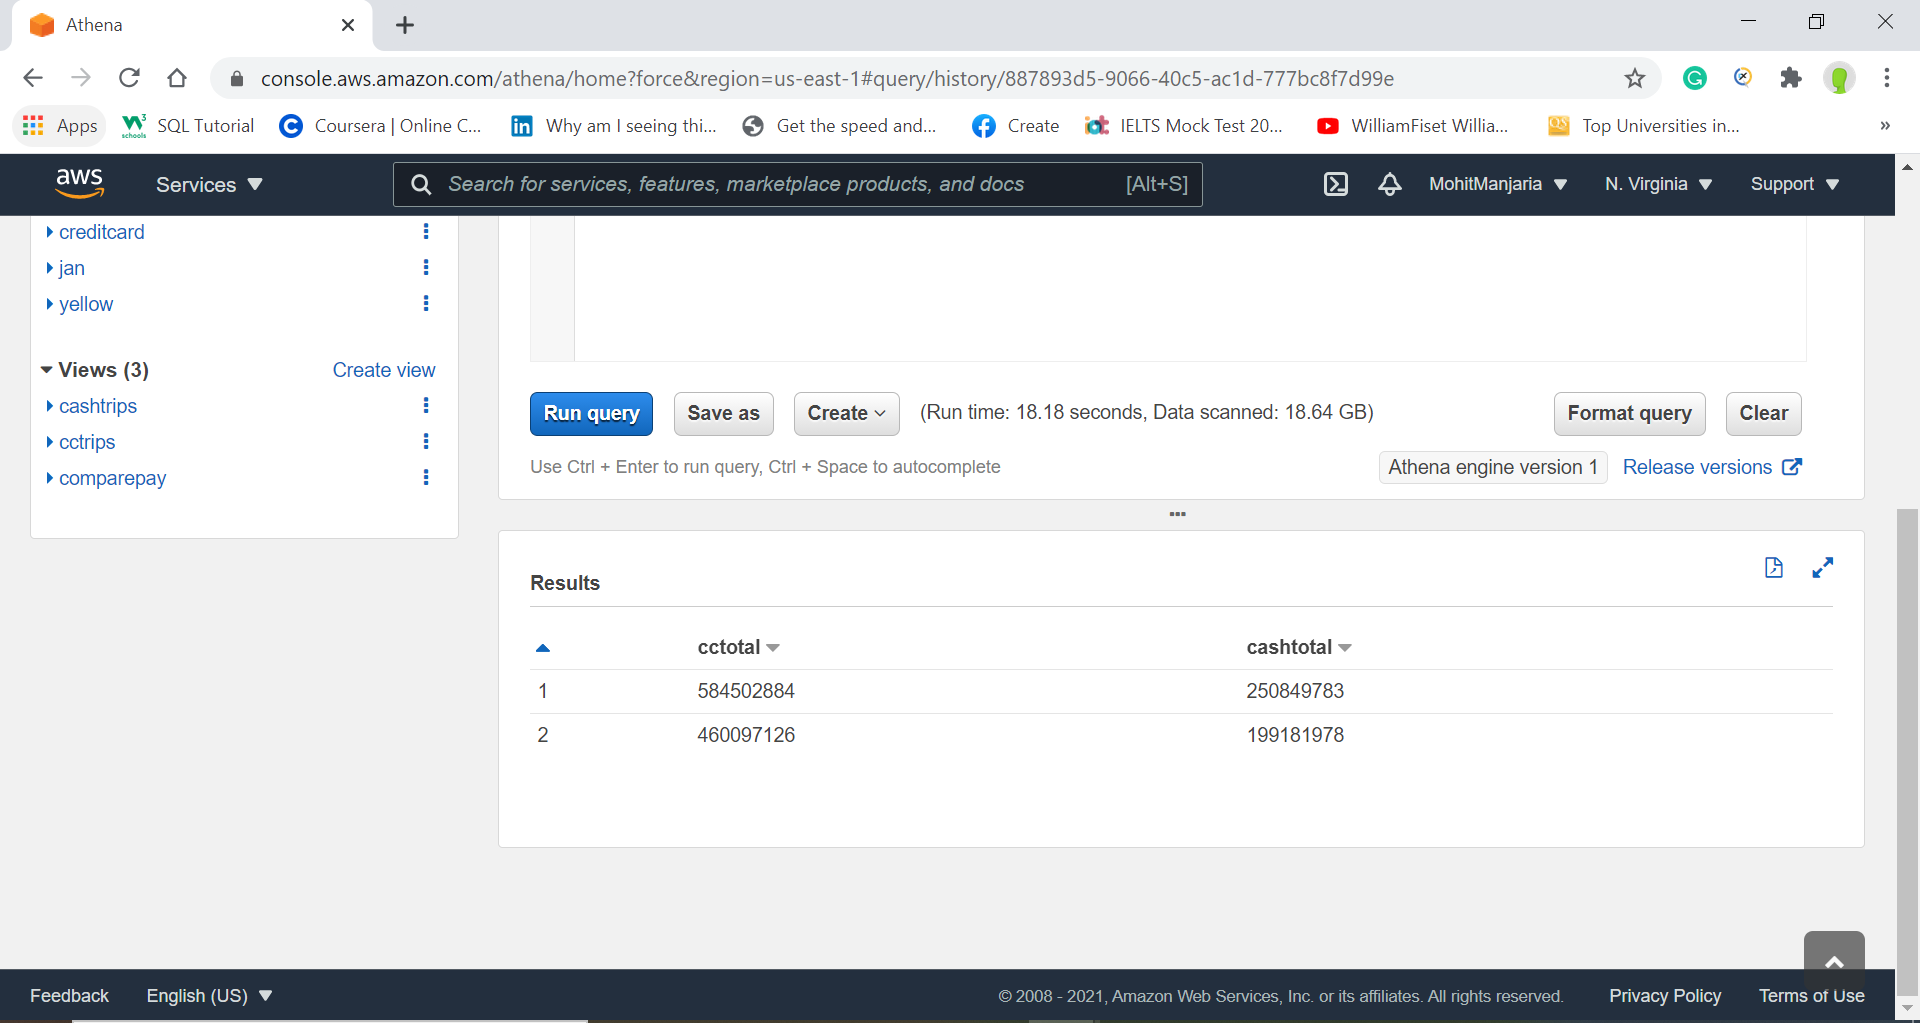 Athena
console.aws.amazon.com/athena/home?force&region=us-east-1#query/history/887893d5-9066-40c5-ac1d-777bc8f7d99e
Apps SQL Tutorial Coursera | Online C... Why am I seeing thi... Get the speed and... Create IELTS Mock Test 20... WilliamFiset Willia... Top Universities in... »
aws Services Search for services, features, marketplace products, and docs [Alt+S] MohitManjaria N. Virginia Support
creditcard
jan
yellow
Views (3) Create view
cashtrips
cctrips
comparepay
Run query Save as Create (Run time: 18.18 seconds, Data scanned: 18.64 GB) Format query Clear
Use Ctrl + Enter to run query, Ctrl + Space to autocomplete Athena engine version 1 Release versions
Results
cctotal cashtotal
1 584502884 250849783
2 460097126 199181978
Feedback English (US) © 2008 - 2021, Amazon Web Services, Inc. or its affiliates. All rights reserved. Privacy Policy Terms of Use